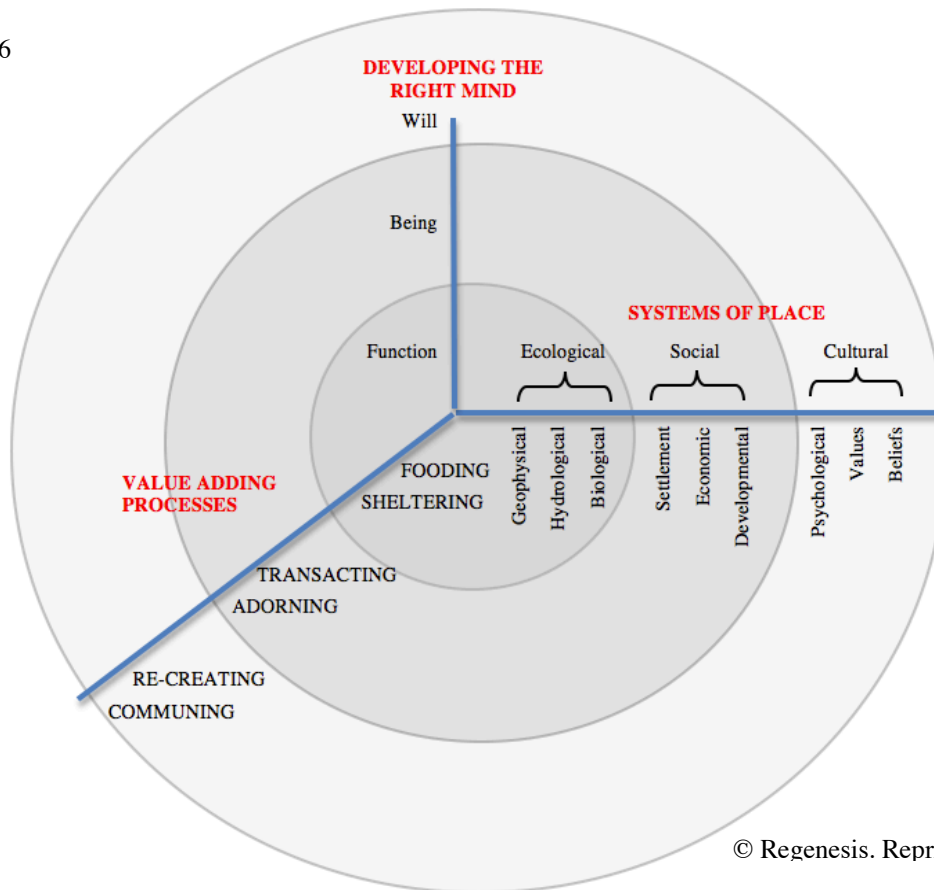 6
DEVELOPING THE
RIGHT MIND
Will
Being
SYSTEMS OF PLACE
Function
Ecological
Social
Cultural
Geophysical
Hydrological
Biological
Settlement
Economic
Developmental
Psychological
Values
Beliefs
FOODING
SHELTERING
VALUE ADDING
PROCESSES
TRANSACTING
ADORNING
RE-CREATING
COMMUNING
© Regenesis. Repr